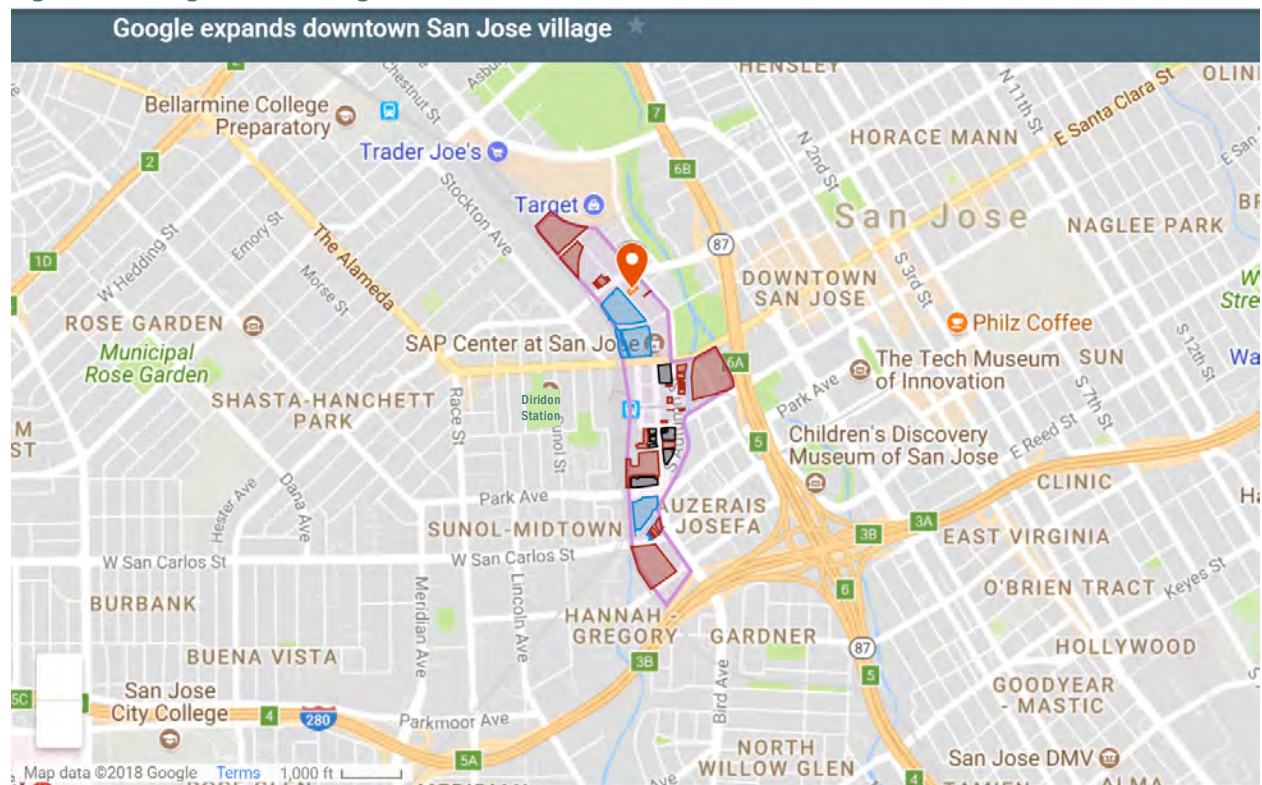 Google expands downtown San Jose village
HENSLEY
OLIN
Chestnut St
Bellarmine College
Preparatory
N 11th St
E Santa Clara St
7
2
HORACE MANN
Trader Joe's
6B
N 2nd St
Stockton Ave
Target
San Jose
NAGLEE PARK
Emory St
The Alameda
87
1D
W Hedding St
Morse St
DOWNTOWN
SAN JOSE
S 3rd St
ROSE GARDEN
Philz Coffee
Municipal
Rose Garden
SAP Center at San Jose
6A
The Tech Museum
of Innovation
SUN
S 12th St
SHASTA-HANCHETT
PARK
Race St
Diridon
Station
Park Ave
S 7th St
5
Children's Discovery
Museum of San Jose
E Reed St
Dana Ave
Hester Ave
Park Ave
AUZERAIS
JOSEFA
CLINIC
SUNOL-MIDTOWN
3A
3B
EAST VIRGINIA
W San Carlos St
W San Carlos St
Keyes St
BURBANK
Meridian Ave
Lincoln Ave
6
O'BRIEN TRACT
HANNAH -
GREGORY
GARDNER
87
HOLLYWOOD
BUENA VISTA
3B
Bird Ave
5
San Jose
City College
5C
4
280
Parkmoor Ave
GOODYEAR
- MASTIC
5A
NORTH
WILLOW GLEN
San Jose DMV
Map data ©2018 Google
Terms
1,000 ft
4